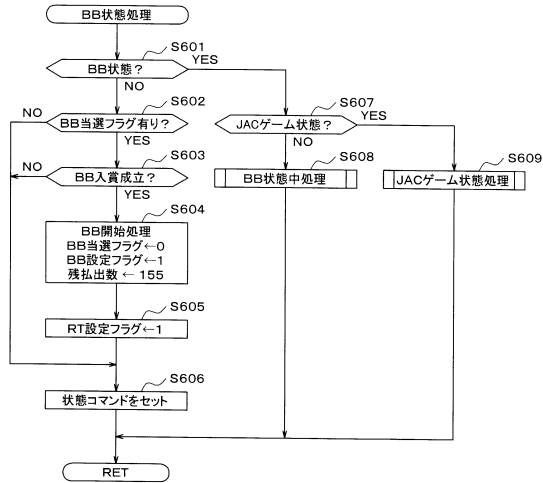 BB状態処理
S601
BB状態？
YES
NO
S602
NO
BB当選フラグ有り？
YES
S603
NO
BB入賞成立？
YES
S604
BB開始処理
BB当選フラグ←0
BB設定フラグ←1
残払出数 ← 155
S605
RT設定フラグ←1
S606
状態コマンドをセット
RET
S607
JACゲーム状態？
YES
NO
S608
BB状態中処理
S609
JACゲーム状態処理